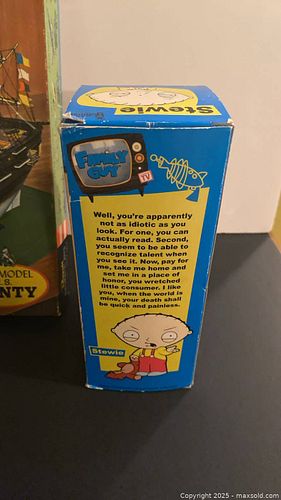 Stewie
FAMILY
GUY
TV
Well, you're apparently
not as idiotic as you
look. For one, you can
actually read. Second,
you seem to be able to
recognize talent when
you see it. Now, pay for
me, take me home and
set me in a place of
honor, you wretched
little consumer. I like
you, when the world is
mine, your death shall
be quick and painless.
Stewie
MODEL
NTY
Copyright © 2025 - maxsold.com